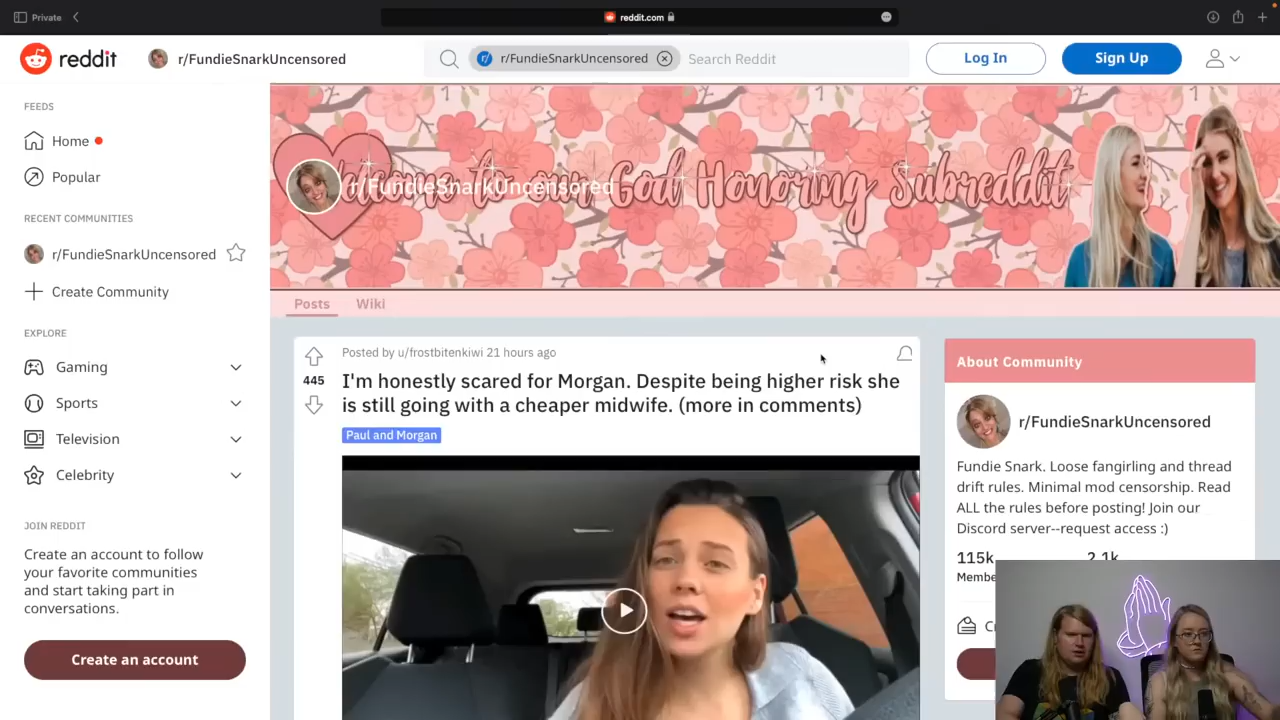 Private
reddit.com
reddit
r/FundieSnarkUncensored
r/FundieSnarkUncensored
Search Reddit
Log In
Sign Up
FEEDS
Home
Popular
RECENT COMMUNITIES
r/FundieSnarkUncensored
Create Community
EXPLORE
Gaming
Sports
Television
Celebrity
JOIN REDDIT
Create an account to follow
your favorite communities
and start taking part in
conversations.
Create an account
to our God Honoring Subreddit
r/FundieSnarkUncensored
Posts
Wiki
Posted by u/frostbitenkiwi 21 hours ago
445
I'm honestly scared for Morgan. Despite being higher risk she
is still going with a cheaper midwife. (more in comments)
Paul and Morgan
About Community
r/FundieSnarkUncensored
Fundie Snark. Loose fangirling and thread
drift rules. Minimal mod censorship. Read
ALL the rules before posting! Join our
Discord server--request access :)
115k
2.1k